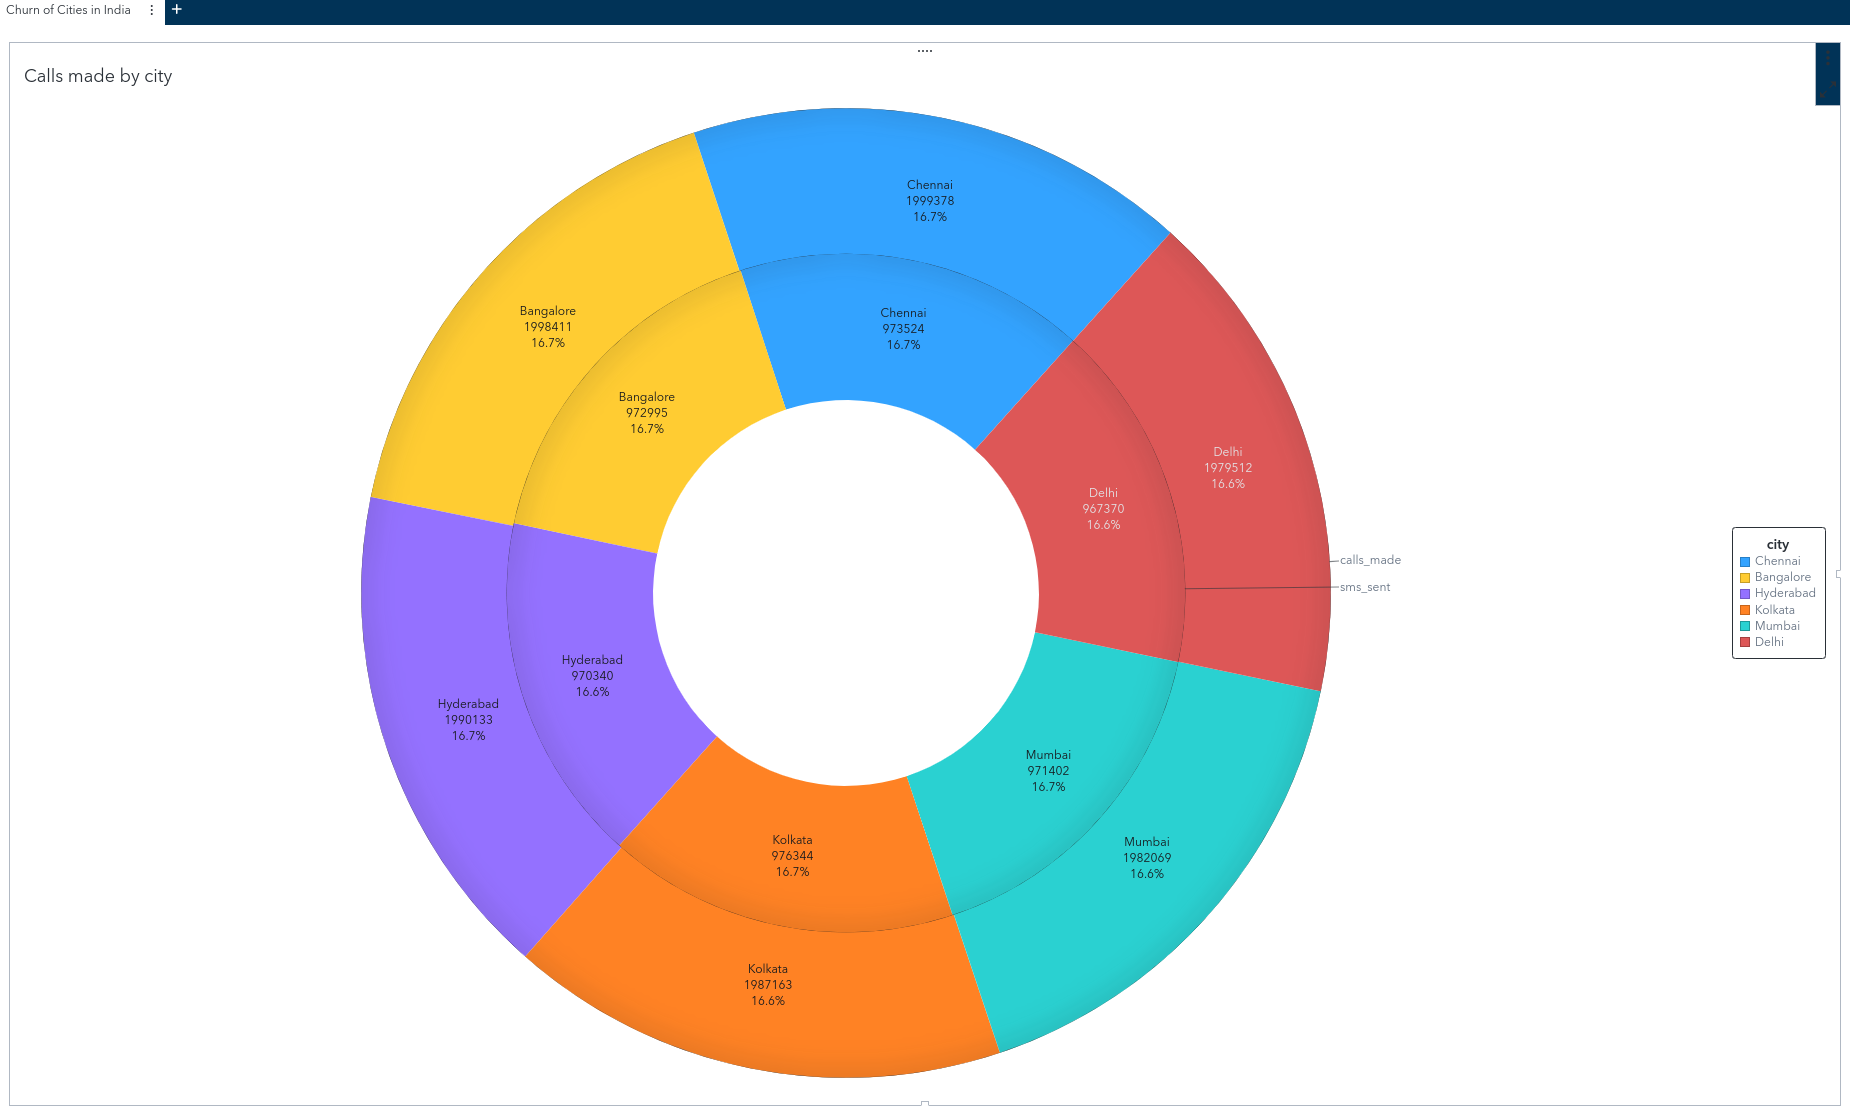 Churn of Cities in India
+
Calls made by city
Chennai
1999378
16.7%
Chennai
973524
16.7%
Bangalore
1998411
16.7%
Bangalore
972995
16.7%
Delhi
1979512
16.6%
Delhi
967370
16.6%
calls_made
sms_sent
city
Chennai
Bangalore
Hyderabad
Kolkata
Mumbai
Delhi
Hyderabad
970340
16.6%
Hyderabad
1990133
16.7%
Mumbai
971402
16.7%
Mumbai
1982069
16.6%
Kolkata
976344
16.7%
Kolkata
1987163
16.6%